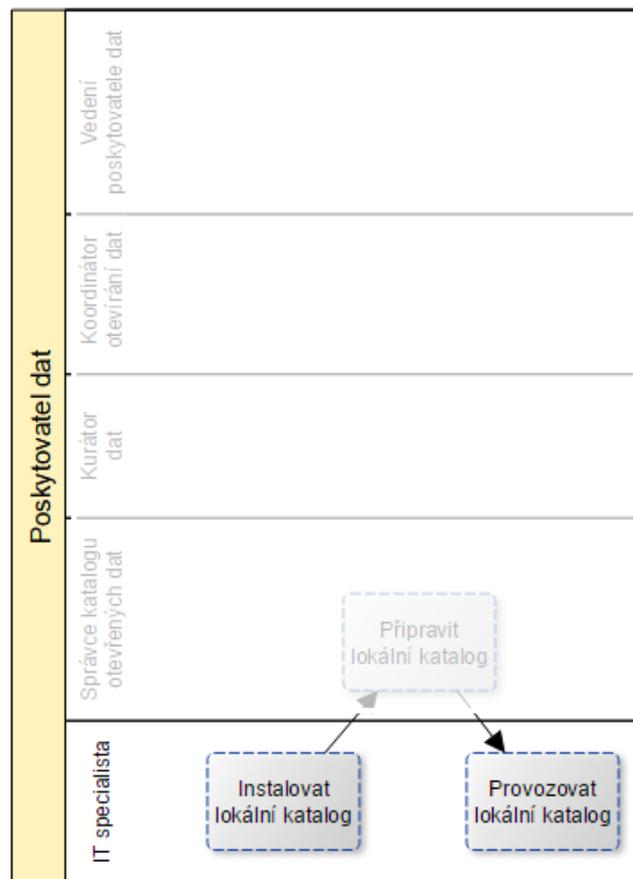 Poskytovatel dat
Vedení
poskytovatele dat
Koordinátor
otevírání dat
Kurátor
dat
Správce katalogu
otevřených dat
Připravit
lokální katalog
IT specialista
Instalovat
lokální katalog
Provozovat
lokální katalog